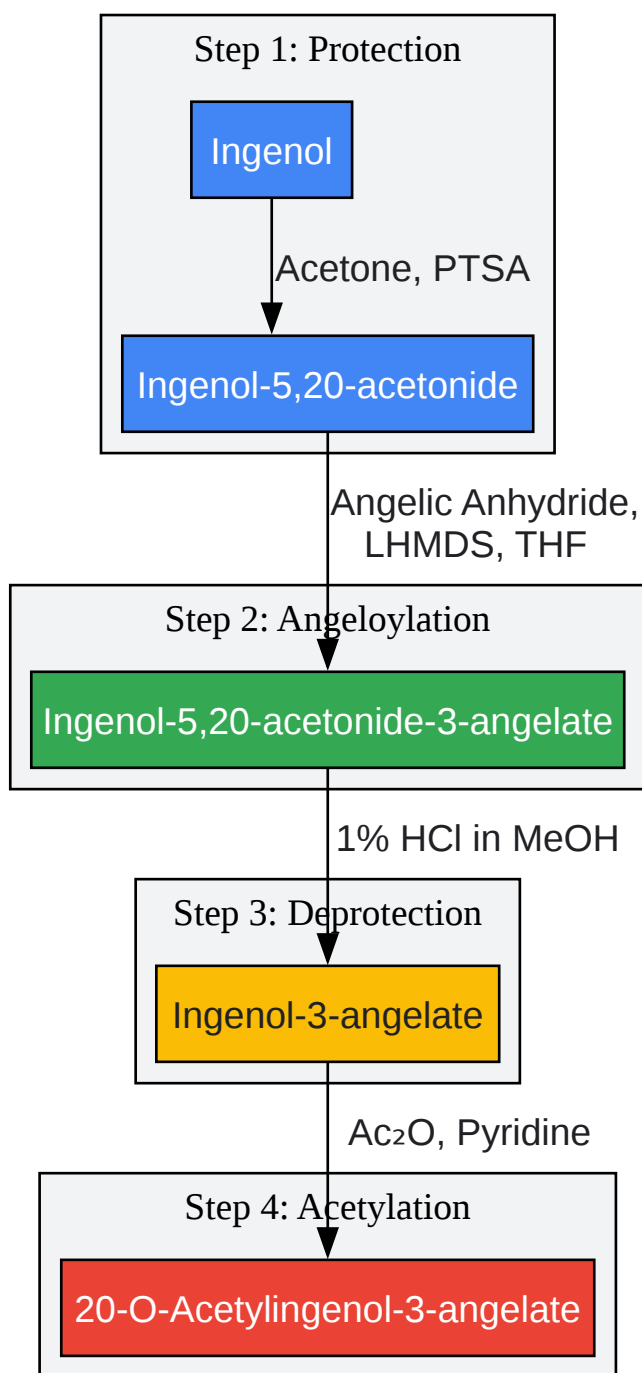 Step 1: Protection
Ingenol
Acetone, PTSA
Ingenol-5,20-acetonide
Angelic Anhydride,
LHMDS, THF
Step 2: Angeloylation
Ingenol-5,20-acetonide-3-angelate
1% HCl in MeOH
Step 3: Deprotection
Ingenol-3-angelate
Ac₂O, Pyridine
Step 4: Acetylation
20-O-Acetylingenol-3-angelate